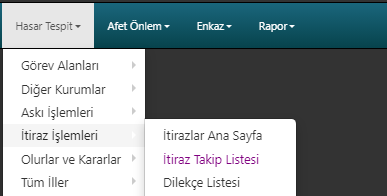 Hasar Tespit Afet Önlem Enkaz Rapor
Görev Alanları
Diğer Kurumlar
Askı İşlemleri
İtiraz İşlemleri
İtirazlar Ana Sayfa
Olurlar ve Kararlar
İtiraz Takip Listesi
Tüm İller
Dilekçe Listesi